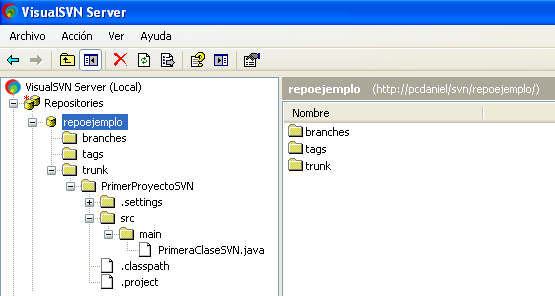 VisualSVN Server
Archivo Acción Ver Ayuda
VisualSVN Server (Local)
Repositories
repoejemplo
branches
tags
trunk
PrimerProyectoSVN
.settings
src
main
PrimeraClaseSVN.java
.classpath
.project
repoejemplo (http://pcdaniel/svn/repoejemplo/)
Nombre
branches
tags
trunk